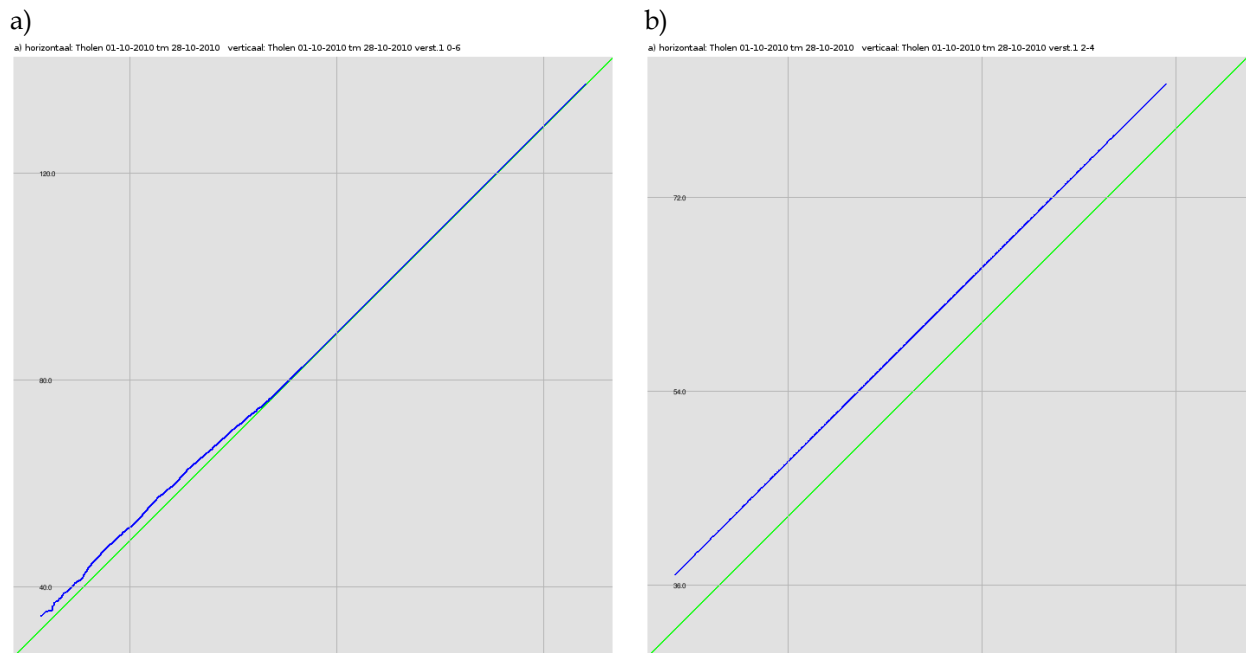 a)
a) horizontaal: Tholen 01-10-2010 tm 28-10-2010 verticaal: Tholen 01-10-2010 tm 28-10-2010 verst.1 0-6
120.0
80.0
40.0
b)
a) horizontaal: Tholen 01-10-2010 tm 28-10-2010 verticaal: Tholen 01-10-2010 tm 28-10-2010 verst.1 2-4
72.0
54.0
36.0